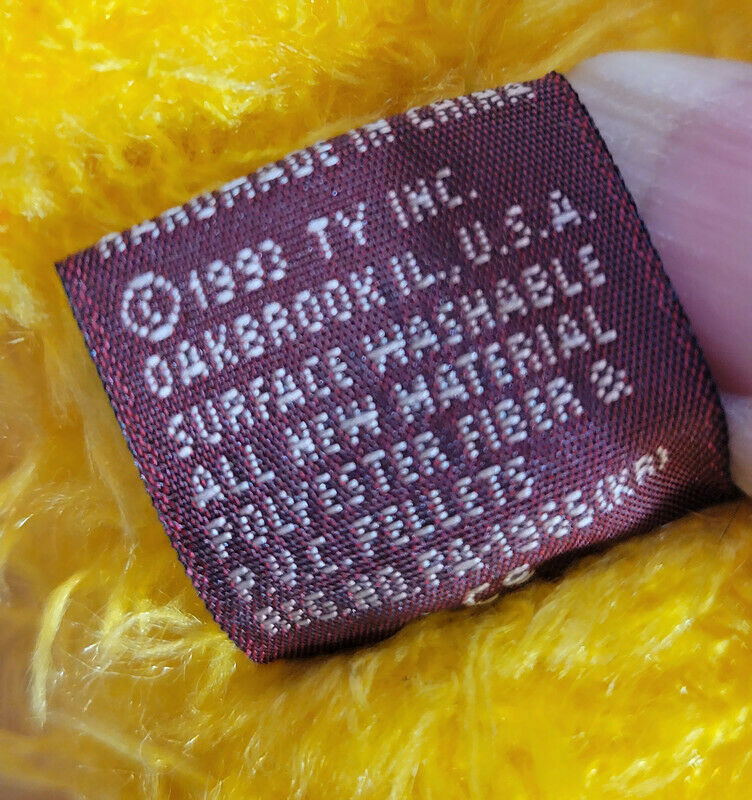 HANDMADE IN CHINA
©1993 TY INC.
OAKBROOK IL., U.S.A.
SURFACE WASHABLE
ALL NEW MATERIAL
POLYESTER FIBER &
P.V.C. PELLETS
REG.NO.PA-1965(KR)